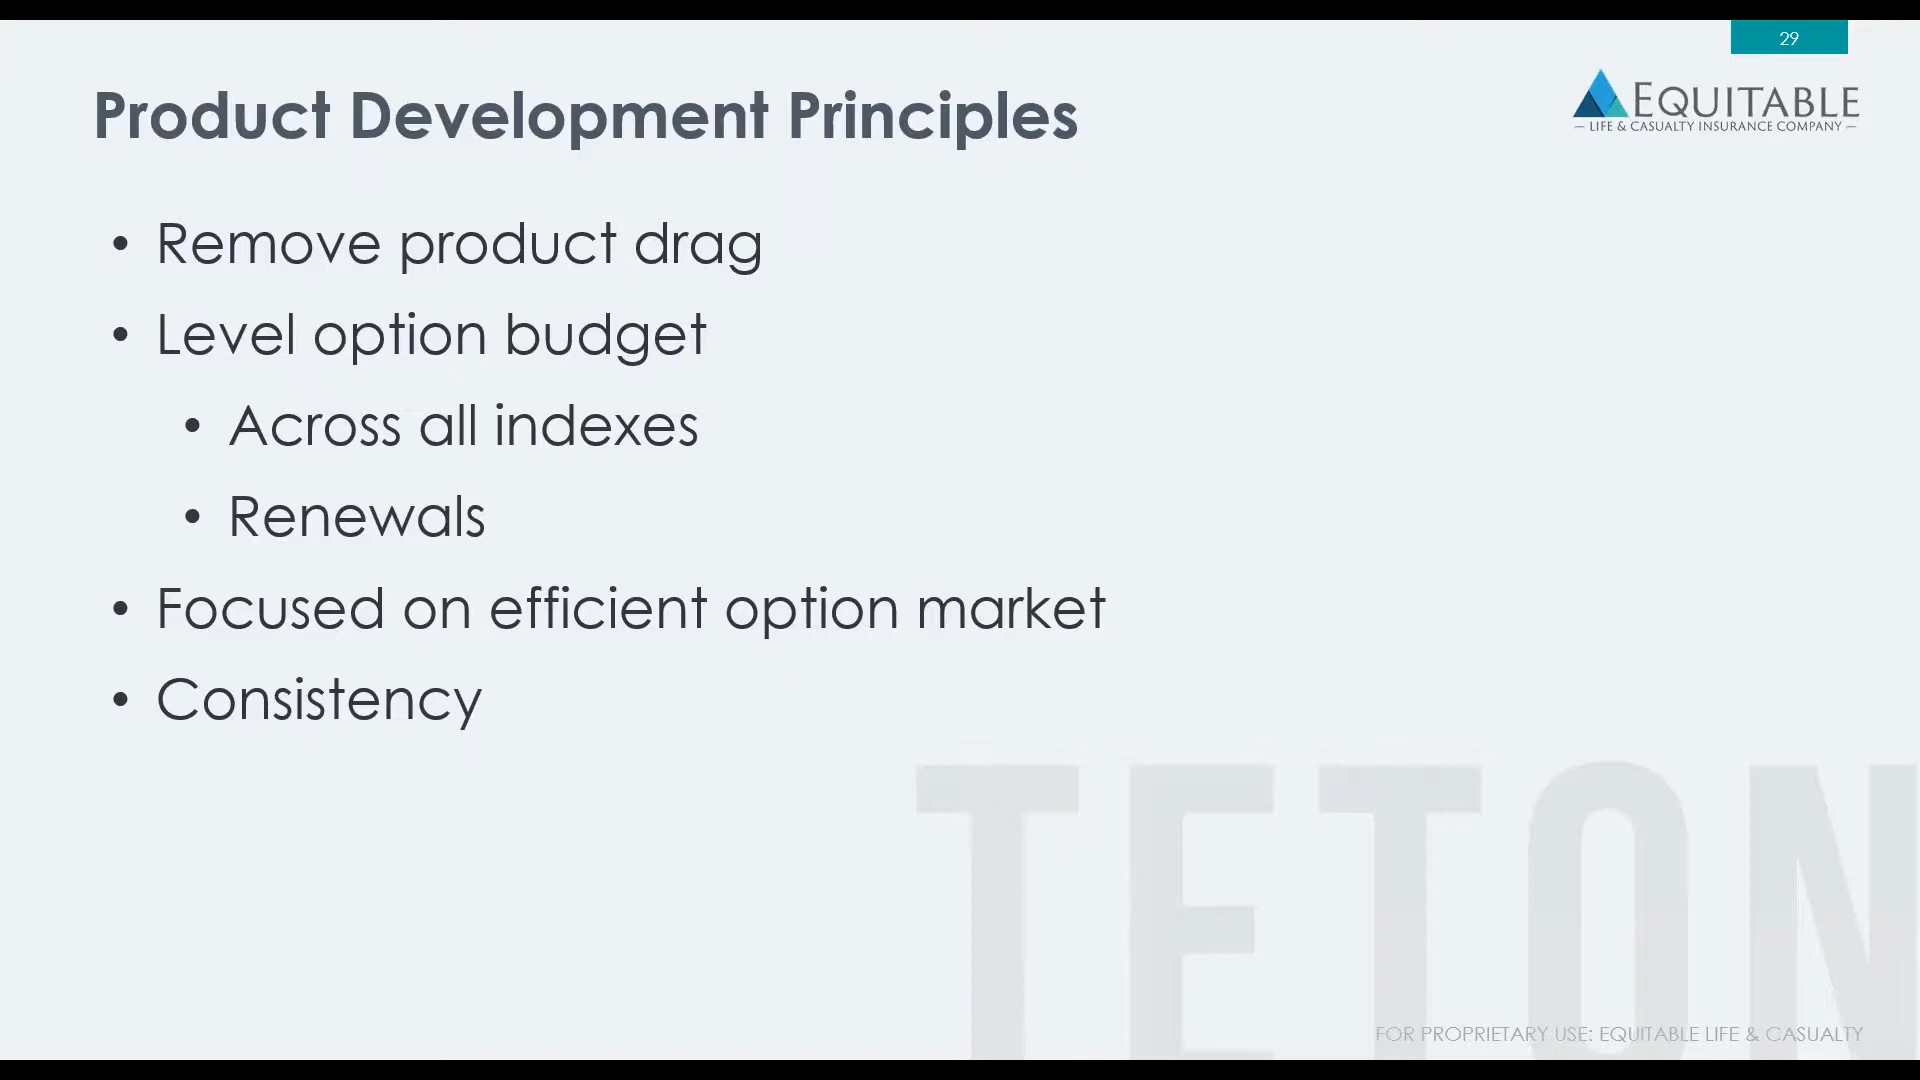 29
EQUITABLE
– LIFE & CASUALTY INSURANCE COMPANY –
Product Development Principles
• Remove product drag
• Level option budget
• Across all indexes
• Renewals
• Focused on efficient option market
• Consistency
TETON
FOR PROPRIETARY USE: EQUITABLE LIFE & CASUALTY